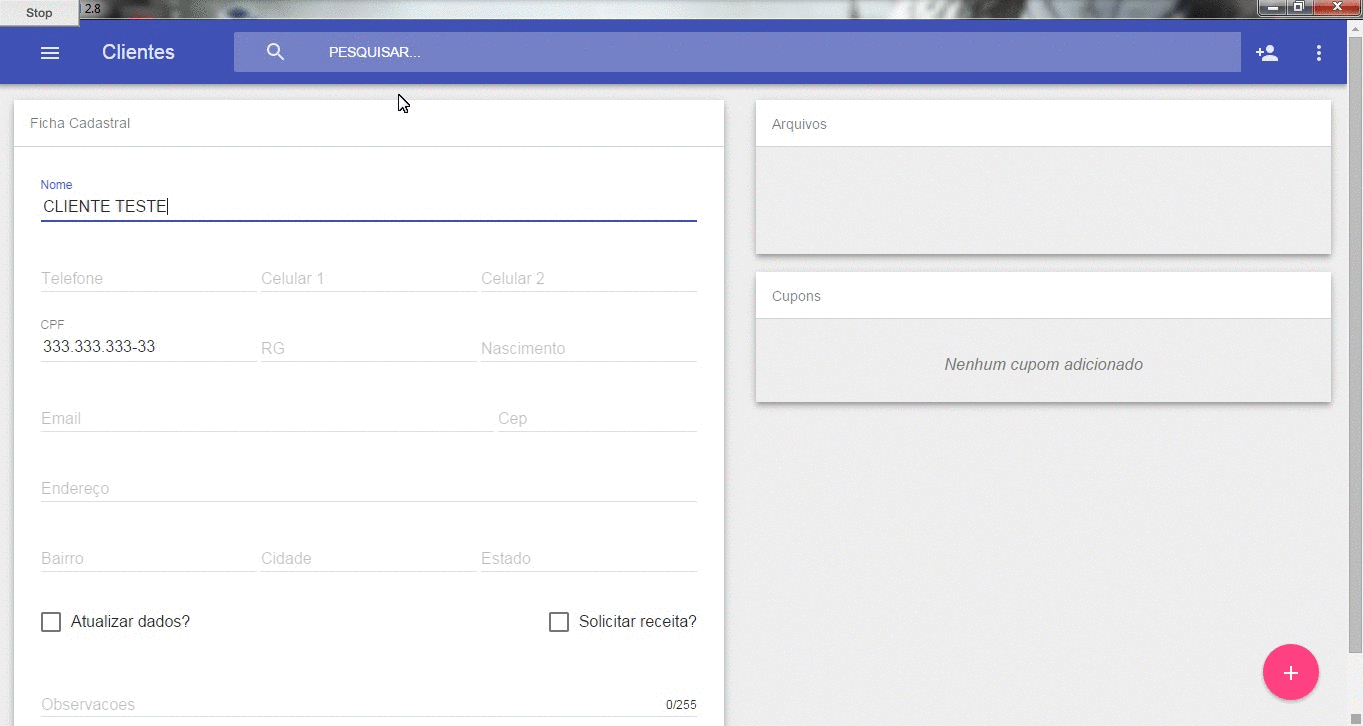 Stop
2.8
Clientes
PESQUISAR...
Ficha Cadastral
Nome
CLIENTE TESTE
Telefone Celular 1 Celular 2
CPF
333.333.333-33 RG Nascimento
Email Cep
Endereço
Bairro Cidade Estado
Atualizar dados? Solicitar receita?
Observacoes 0/255
Arquivos
Cupons
Nenhum cupom adicionado